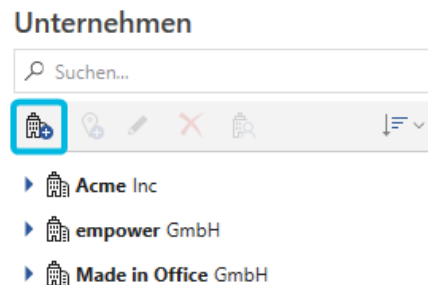 Unternehmen
Suchen...
Acme Inc
empower GmbH
Made in Office GmbH